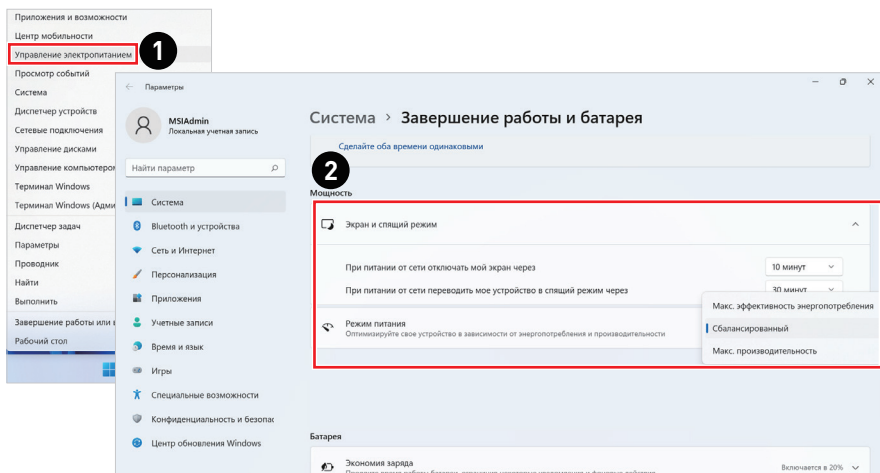 Приложения и возможности
Центр мобильности
Управление электропитанием
1
Просмотр событий
Система
Диспетчер устройств
Сетевые подключения
Управление дисками
Управление компьютером
Терминал Windows
Терминал Windows (Адми
Диспетчер задач
Параметры
Проводник
Найти
Выполнить
Завершение работы или в
Рабочий стол
Параметры
MSIAdmin
Локальная учетная запись
Найти параметр
Система
Bluetooth и устройства
Сеть и Интернет
Персонализация
Приложения
Учетные записи
Время и язык
Игры
Специальные возможности
Конфиденциальность и безопас
Центр обновления Windows
Система > Завершение работы и батарея
Сделайте оба времени одинаковыми
2
Мощность
Экран и спящий режим
При питании от сети отключать мой экран через
10 минут
При питании от сети переводить мое устройство в спящий режим через
30 минут
Режим питания
Оптимизируйте свое устройство в зависимости от энергопотребления и производительности
Макс. эффективность энергопотребления
Сбалансированный
Макс. производительность
Батарея
Экономия заряда
Включается в 20%